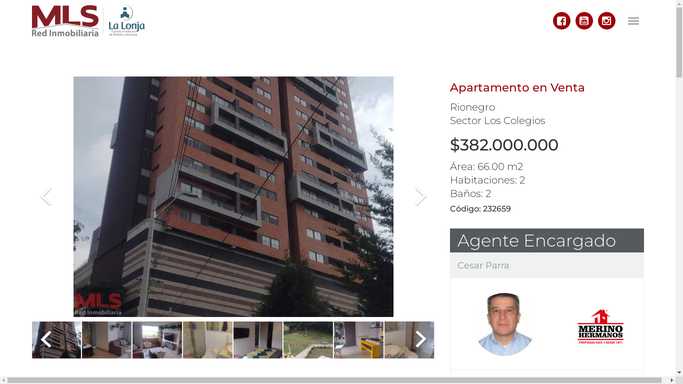 MLS
Red Inmobiliaria
La Lonja
Apartamento en Venta
Rionegro
Sector Los Colegios
$382.000.000
Área: 66.00 m2
Habitaciones: 2
Baños: 2
Código: 232659
MLS
Red Inmobiliaria
Agente Encargado
Cesar Parra
MERINO
HERMANOS